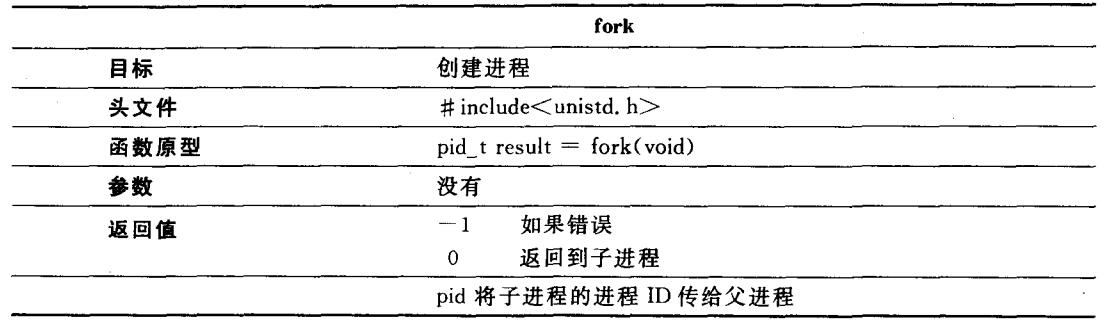 fork
目标 创建进程
头文件 #include<unistd.h>
函数原型 pid_t result = fork(void)
参数 没有
返回值 -1 如果错误
0 返回到子进程
pid 将子进程的进程 ID 传给父进程